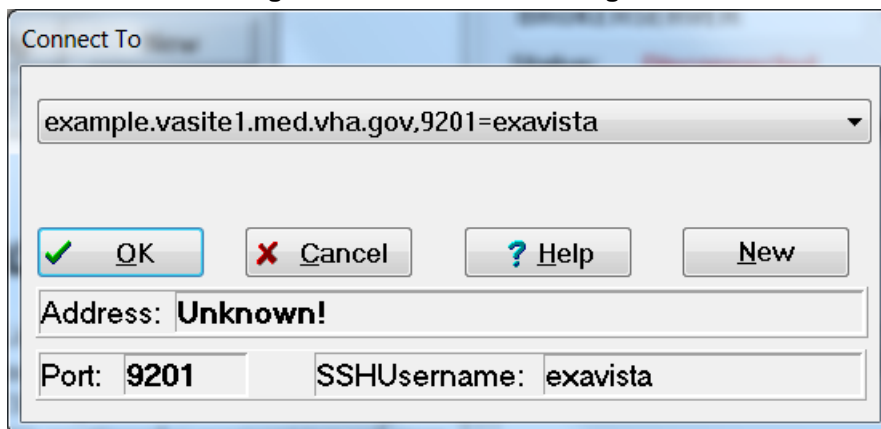 Connect To
example.vasite1.med.vha.gov,9201=exavista
OK Cancel ? Help New
Address: Unknown!
Port: 9201 SSHUsername: exavista